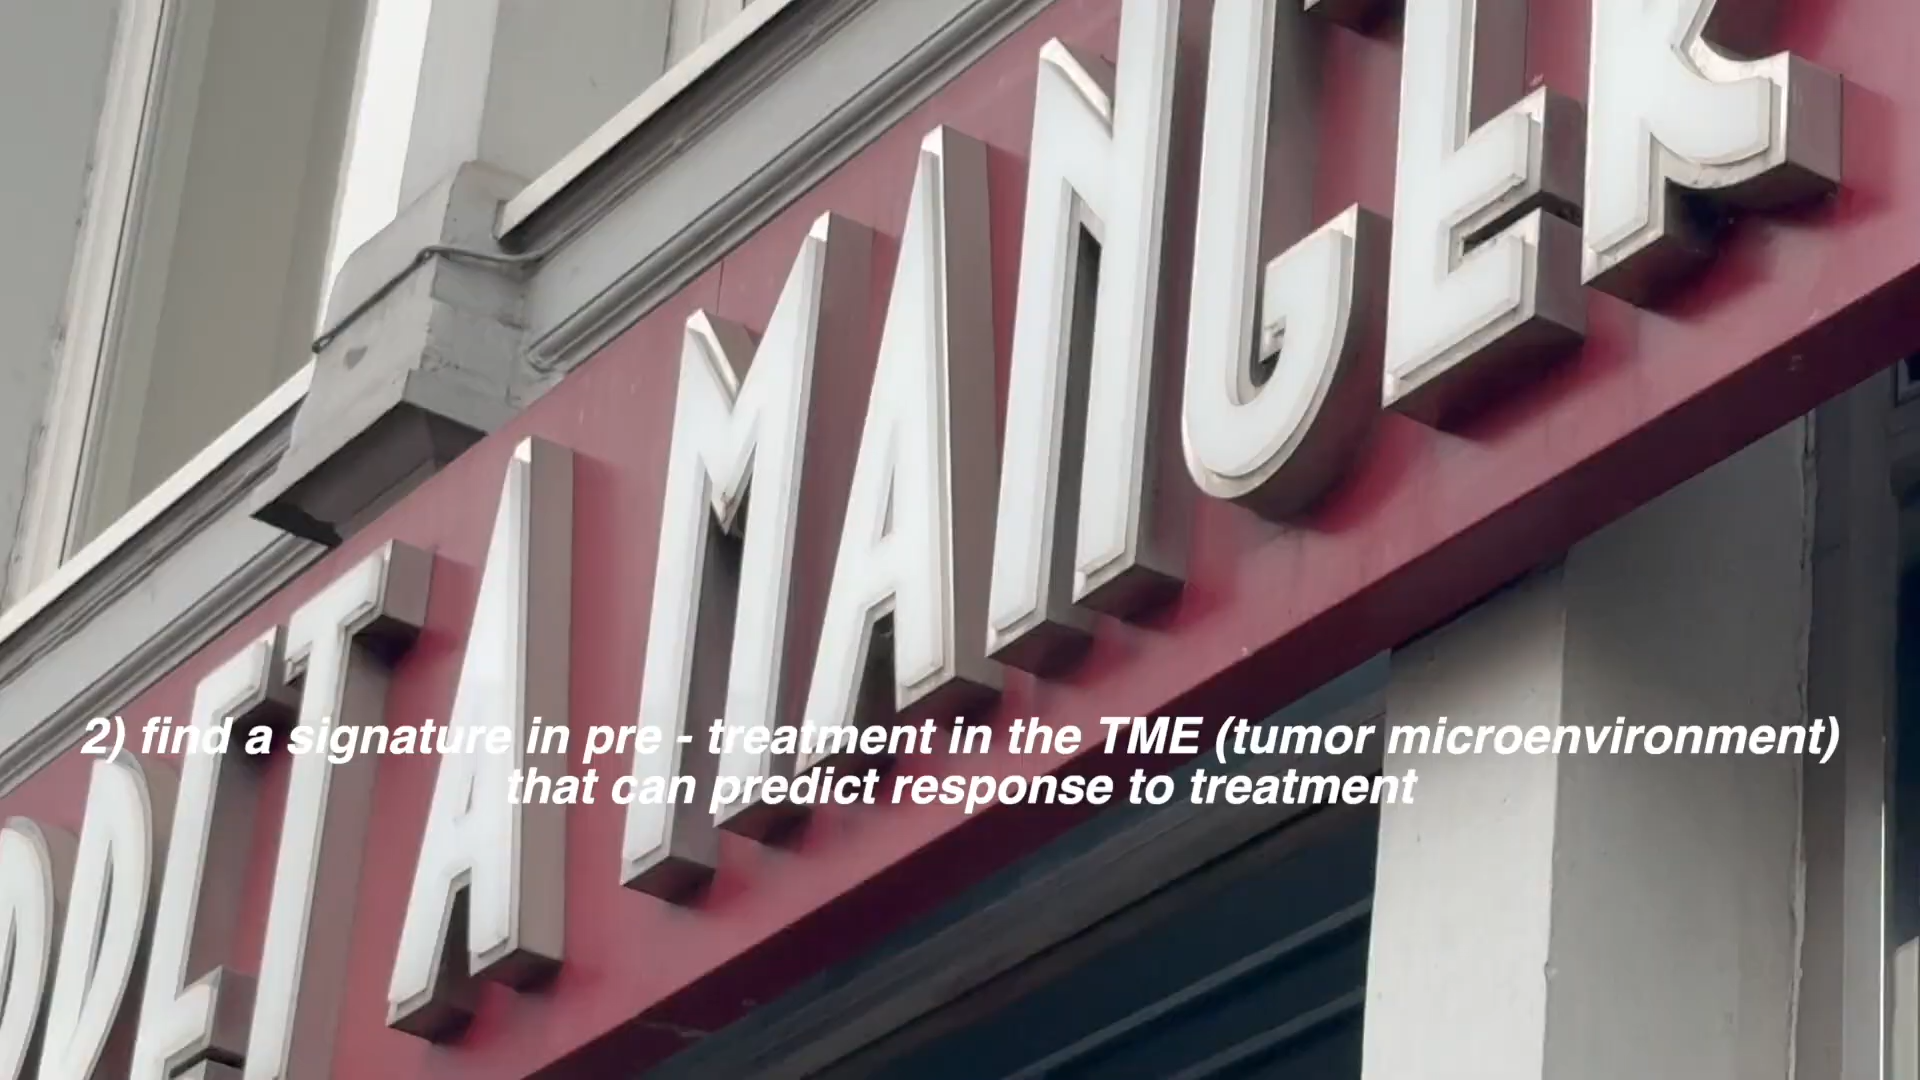 PRET A MANGER
2) find a signature in pre - treatment in the TME (tumor microenvironment)
that can predict response to treatment